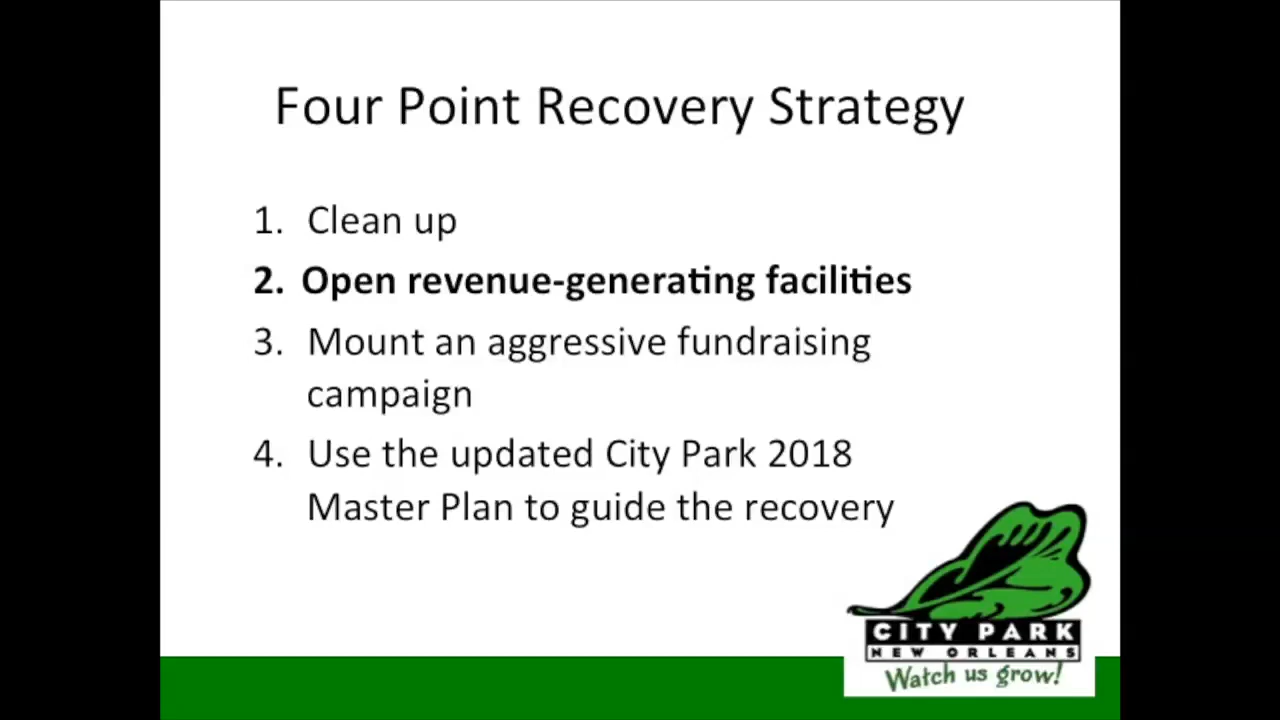 Four Point Recovery Strategy
1. Clean up
2. Open revenue-generating facilities
3. Mount an aggressive fundraising
campaign
4. Use the updated City Park 2018
Master Plan to guide the recovery
CITY PARK
NEW ORLEANS
Watch us grow!